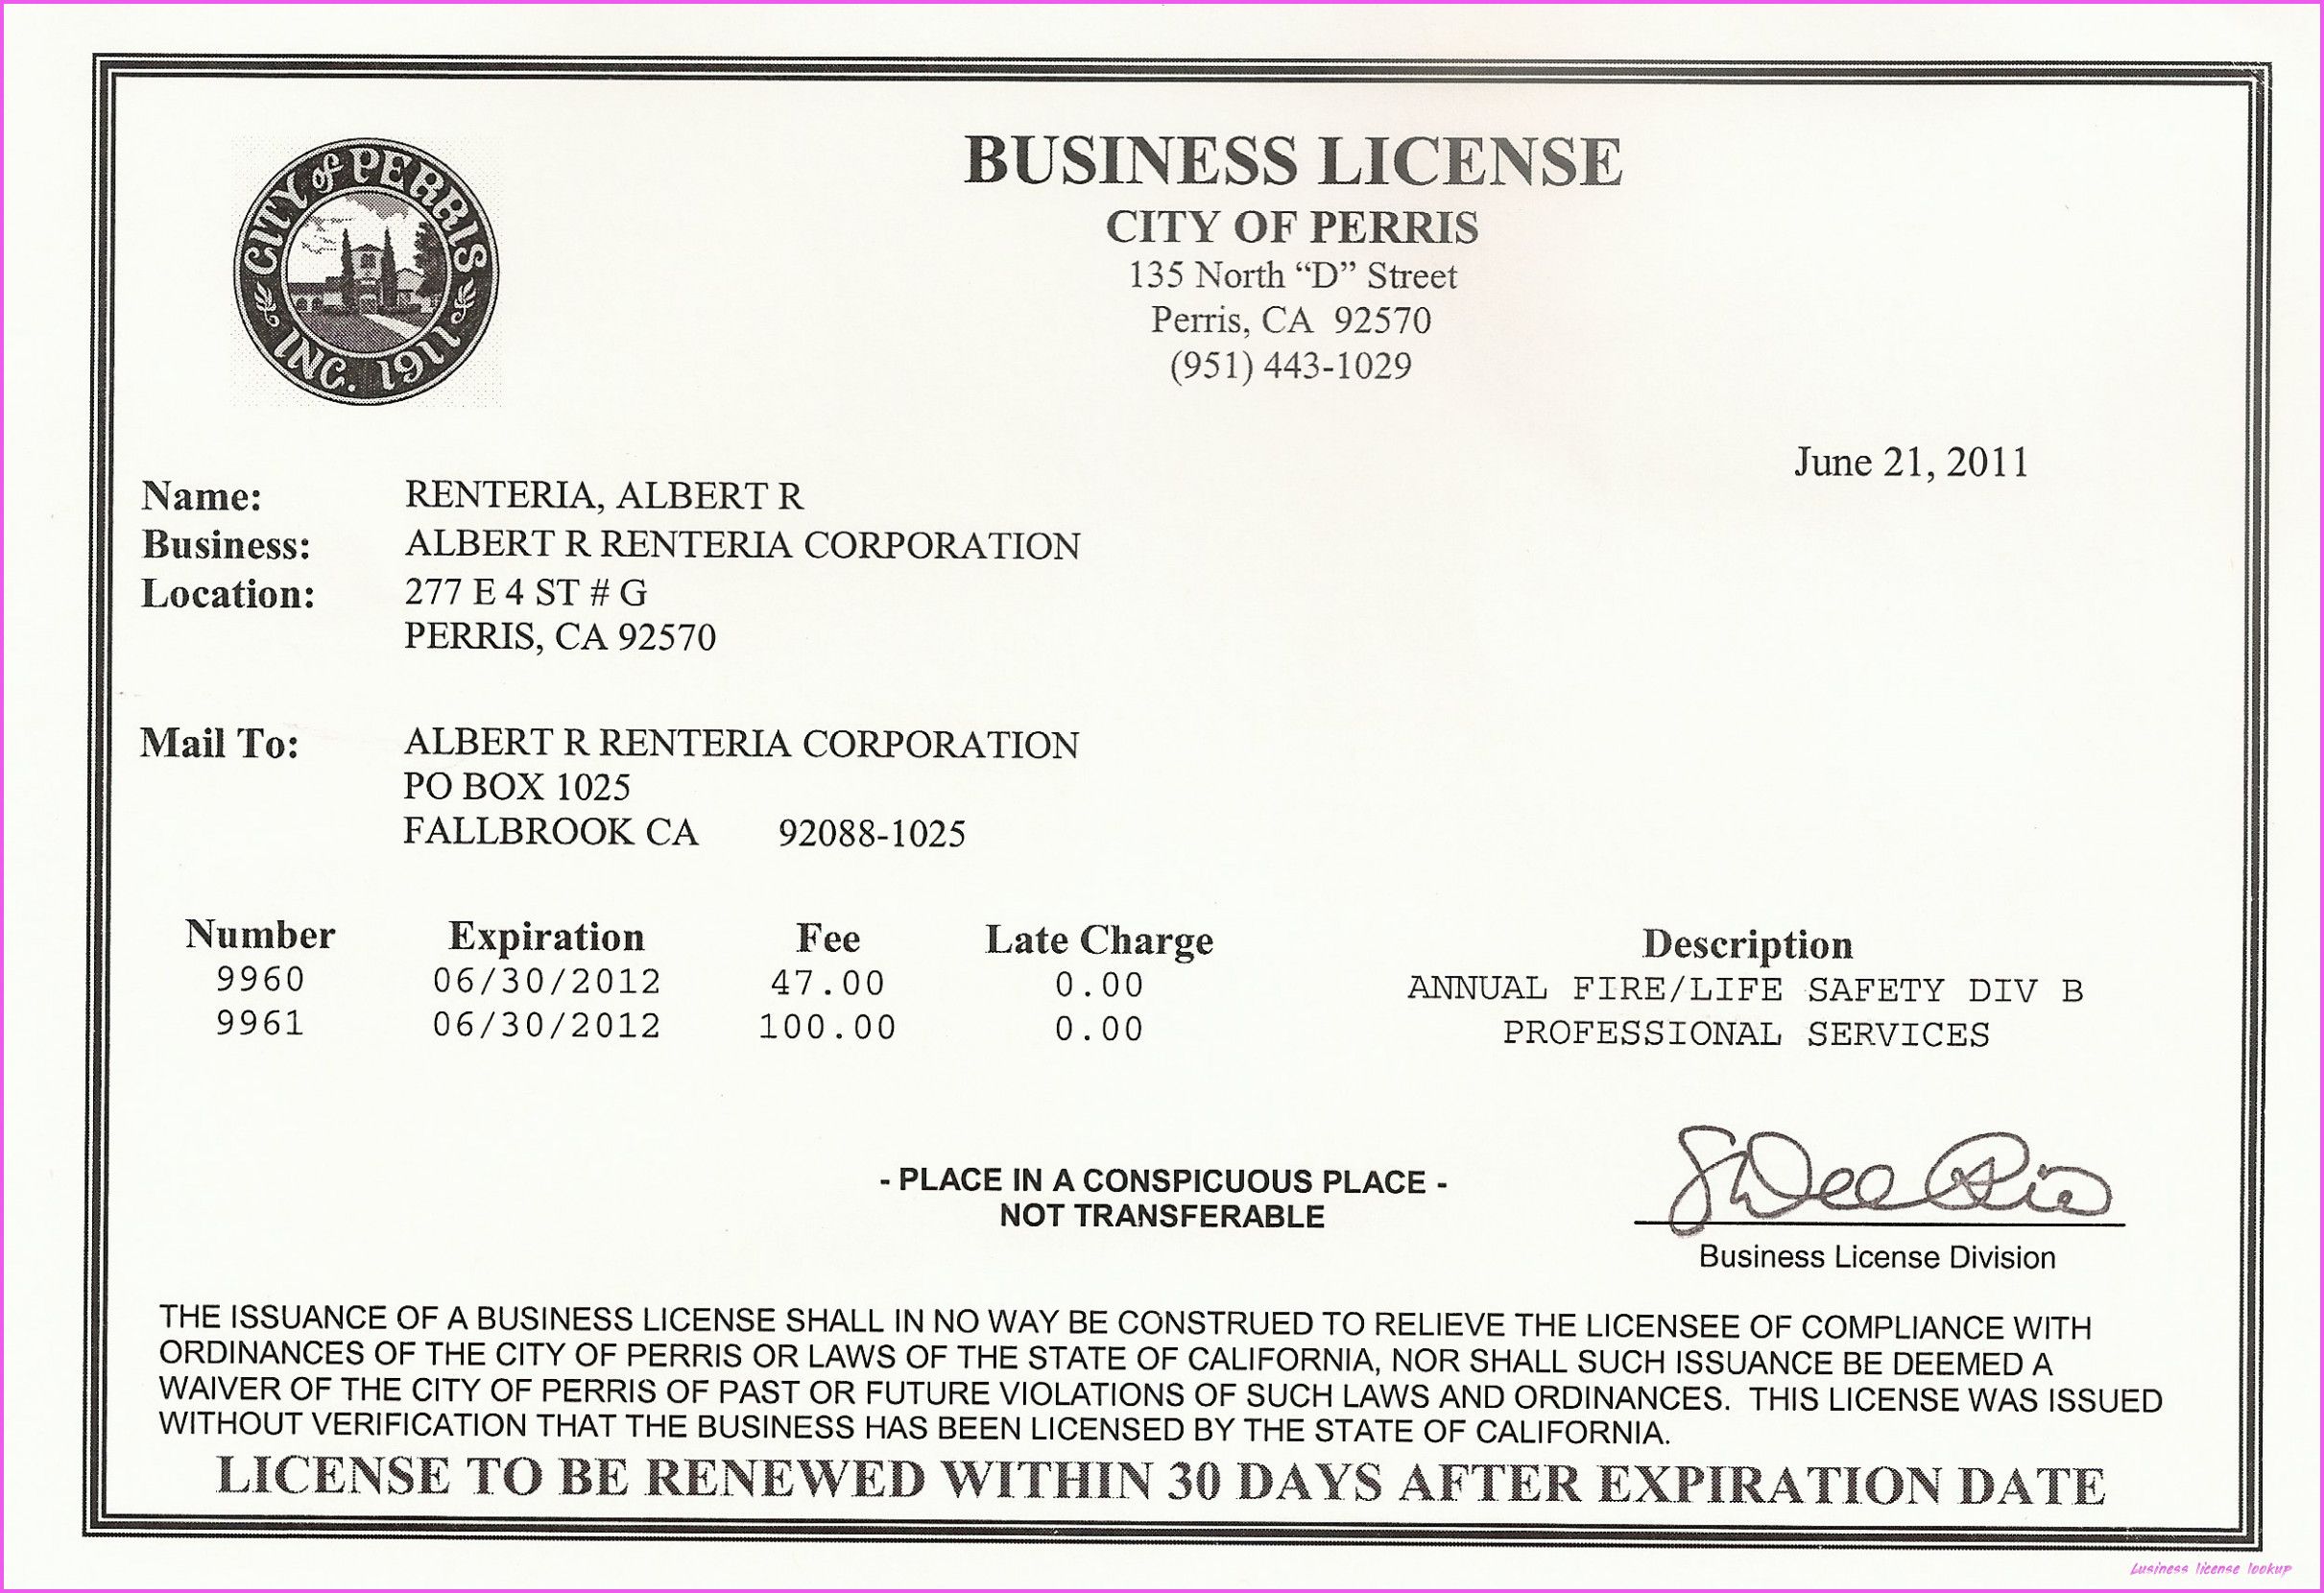 CITY of PERRIS
INC. 1911
BUSINESS LICENSE
CITY OF PERRIS
135 North “D” Street
Perris, CA 92570
(951) 443-1029
June 21, 2011
Name: RENTERIA, ALBERT R
Business: ALBERT R RENTERIA CORPORATION
Location: 277 E 4 ST # G
PERRIS, CA 92570
Mail To: ALBERT R RENTERIA CORPORATION
PO BOX 1025
FALLBROOK CA 92088-1025
Number Expiration Fee Late Charge Description
9960 06/30/2012 47.00 0.00 ANNUAL FIRE/LIFE SAFETY DIV B
9961 06/30/2012 100.00 0.00 PROFESSIONAL SERVICES
- PLACE IN A CONSPICUOUS PLACE -
NOT TRANSFERABLE
Business License Division
THE ISSUANCE OF A BUSINESS LICENSE SHALL IN NO WAY BE CONSTRUED TO RELIEVE THE LICENSEE OF COMPLIANCE WITH
ORDINANCES OF THE CITY OF PERRIS OR LAWS OF THE STATE OF CALIFORNIA, NOR SHALL SUCH ISSUANCE BE DEEMED A
WAIVER OF THE CITY OF PERRIS OF PAST OR FUTURE VIOLATIONS OF SUCH LAWS AND ORDINANCES. THIS LICENSE WAS ISSUED
WITHOUT VERIFICATION THAT THE BUSINESS HAS BEEN LICENSED BY THE STATE OF CALIFORNIA.
LICENSE TO BE RENEWED WITHIN 30 DAYS AFTER EXPIRATION DATE
business license lookup